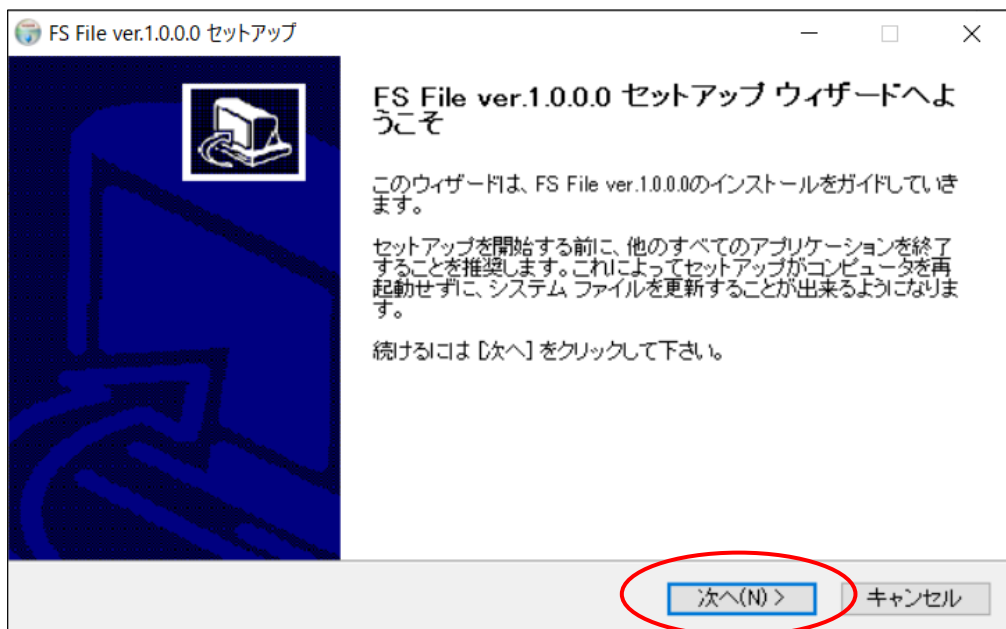 FS File ver.1.0.0.0 セットアップ
FS File ver.1.0.0.0 セットアップ ウィザードへよ
うこそ
このウィザードは、FS File ver.1.0.0.0のインストールをガイドしていき
ます。
セットアップを開始する前に、他のすべてのアプリケーションを終了
することを推奨します。これによってセットアップがコンピュータを再
起動せずに、システム ファイルを更新することが出来るようになりま
す。
続けるには [次へ] をクリックして下さい。
次へ(N) >
キャンセル